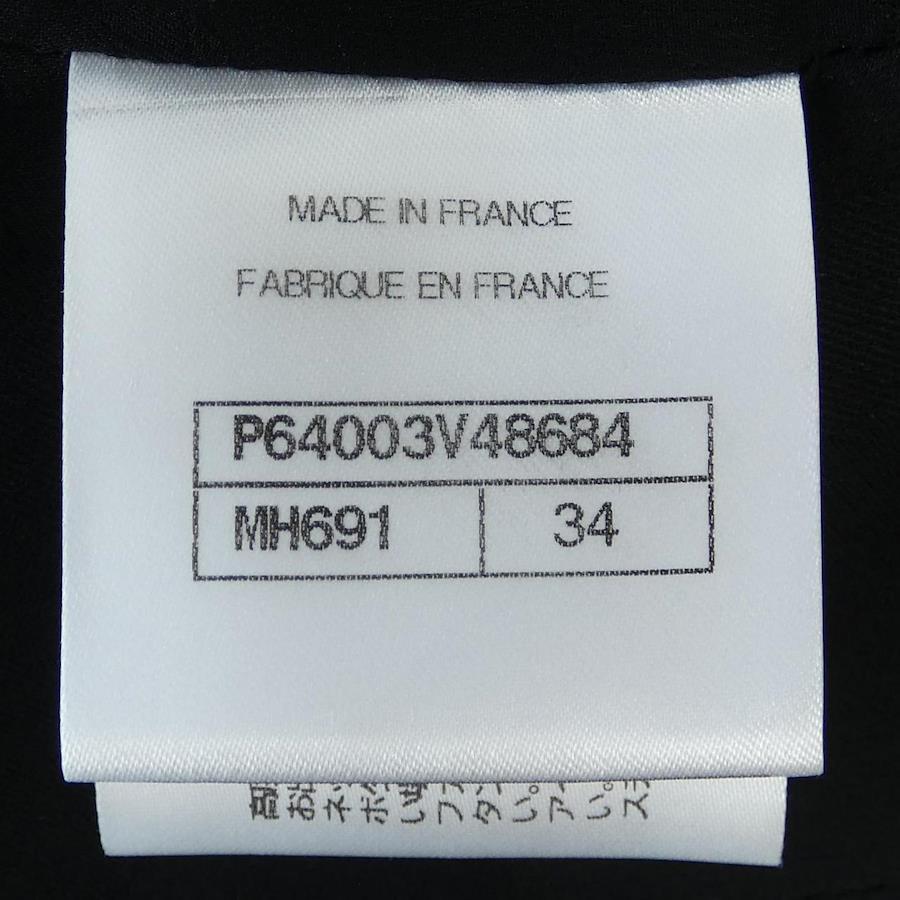 MADE IN FRANCE
FABRIQUE EN FRANCE
P64003V48684
MH691 34